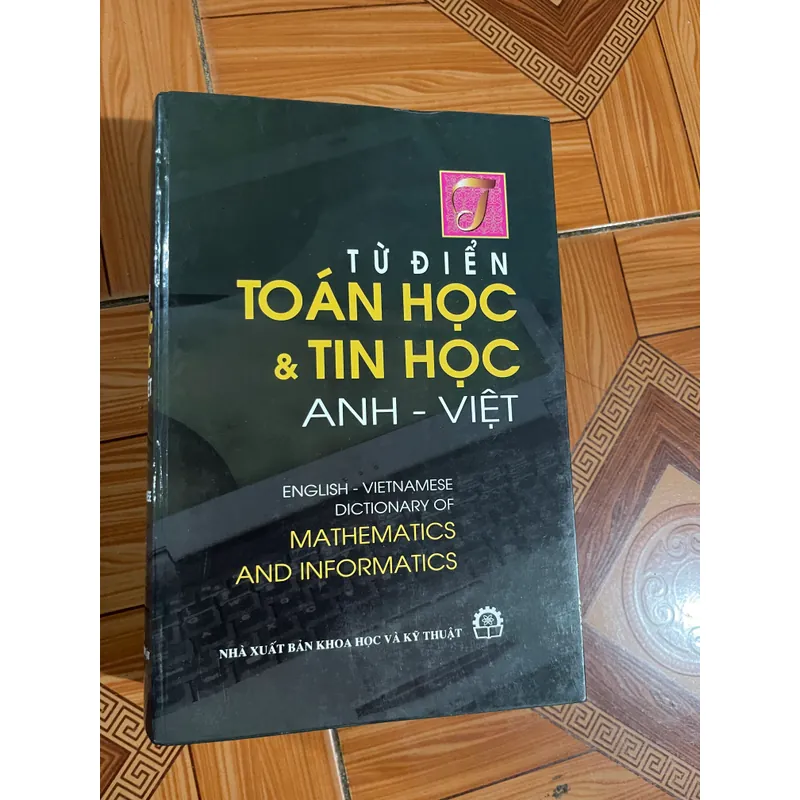 T
TỪ ĐIỂN
TOÁN HỌC
& TIN HỌC
ANH - VIỆT
ENGLISH - VIETNAMESE
DICTIONARY OF
MATHEMATICS
AND INFORMATICS
NHÀ XUẤT BẢN KHOA HỌC VÀ KỸ THUẬT